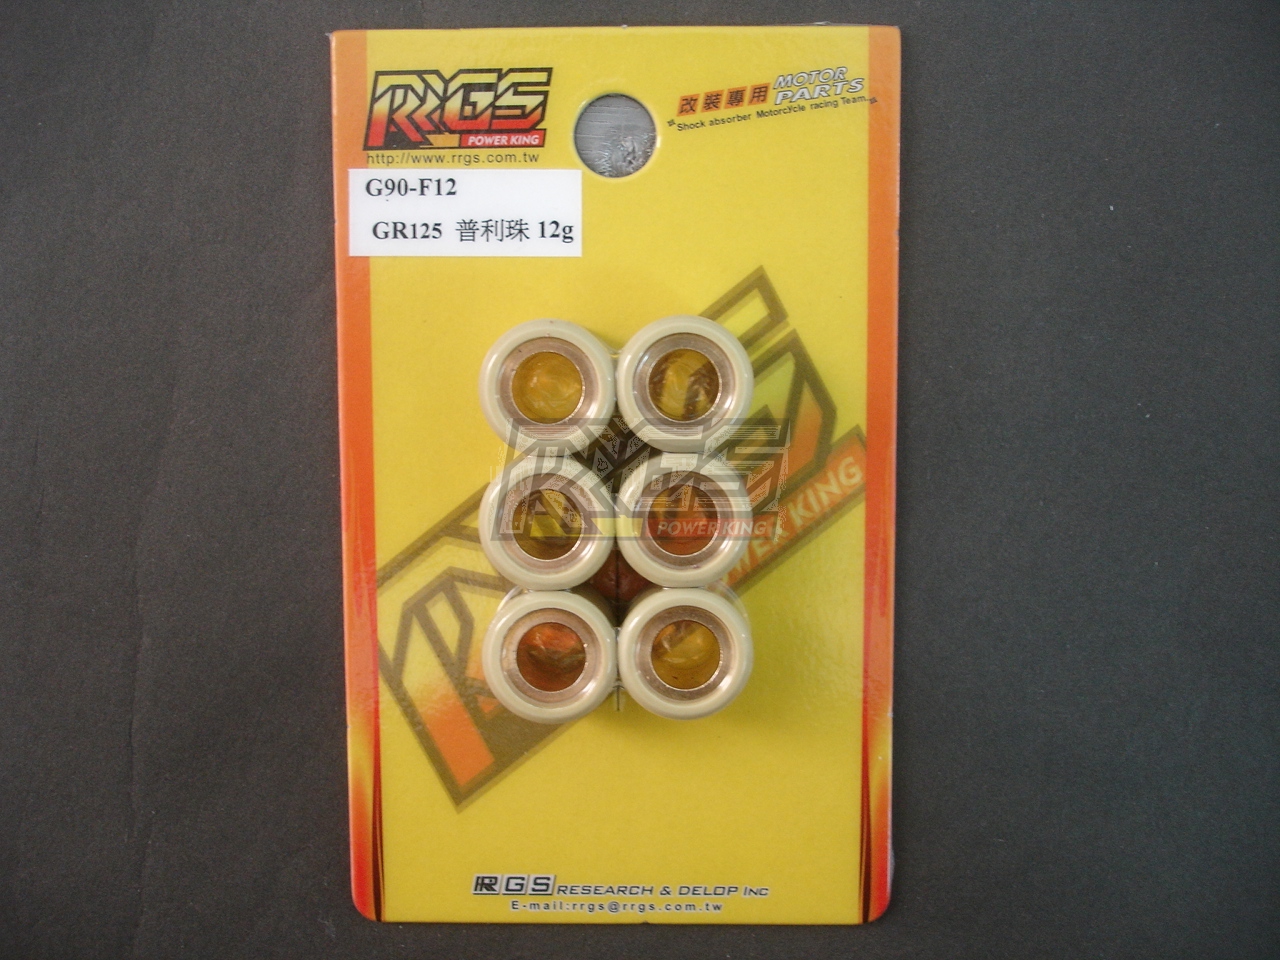 RRGS
POWER KING
http://www.rrgs.com.tw
改裝專用 MOTOR PARTS
Shock absorber Motorcycle racing Team
G90-F12
GR125 普利珠 12g
RRGS
POWER KING
POWER KING
RRGS RESEARCH & DELOP INC
E-mail:rrgs@rrgs.com.tw